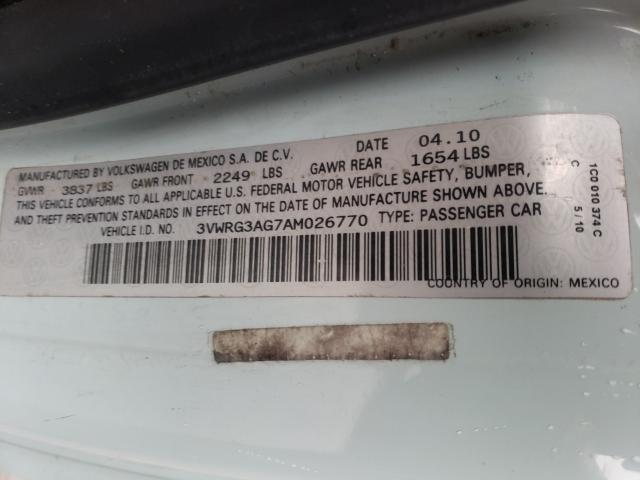 MANUFACTURED BY VOLKSWAGEN DE MEXICO S.A. DE C.V. DATE 04.10
GVWR 3837 LBS GAWR FRONT 2249 LBS GAWR REAR 1654 LBS
THIS VEHICLE CONFORMS TO ALL APPLICABLE U.S. FEDERAL MOTOR VEHICLE SAFETY, BUMPER,
AND THEFT PREVENTION STANDARDS IN EFFECT ON THE DATE OF MANUFACTURE SHOWN ABOVE.
VEHICLE I.D. NO. 3VWRG3AG7AM026770 TYPE: PASSENGER CAR
COUNTRY OF ORIGIN: MEXICO
1C0 010 374 C
C 5/10